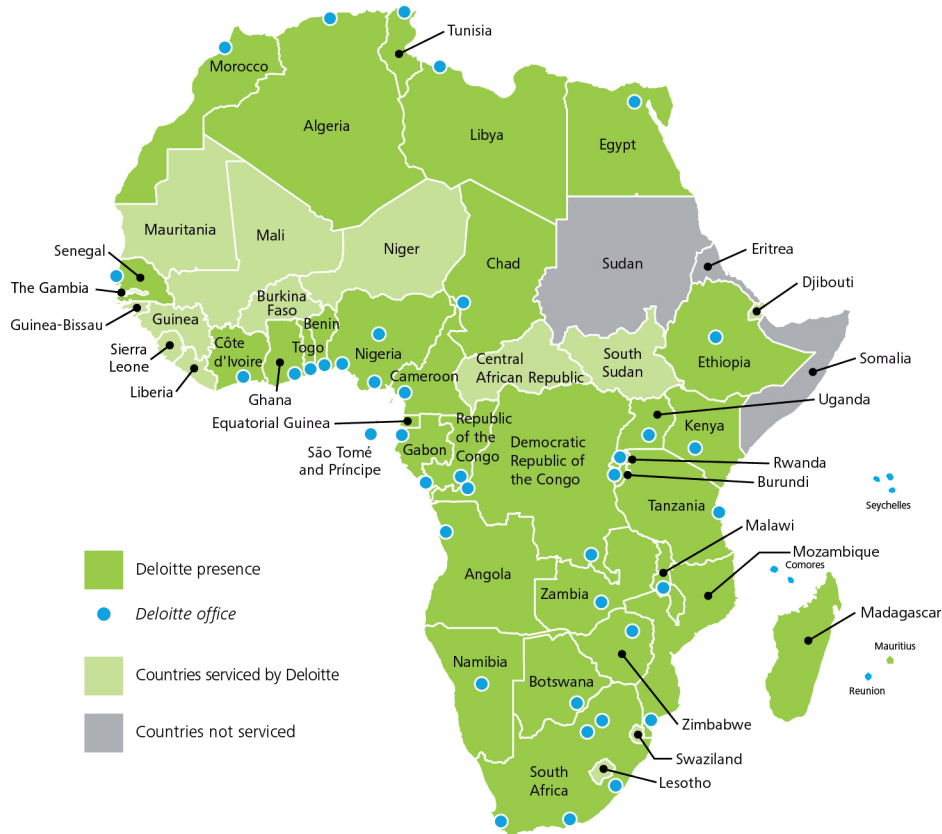 Tunisia
Morocco
Algeria
Libya
Egypt
Mauritania
Mali
Niger
Chad
Sudan
Eritrea
Senegal
The Gambia
Guinea-Bissau
Guinea
Sierra
Leone
Liberia
Burkina
Faso
Côte
d'Ivoire
Ghana
Togo
Benin
Nigeria
Cameroon
Central
African Republic
South
Sudan
Ethiopia
Djibouti
Somalia
Uganda
Kenya
Equatorial Guinea
São Tomé
and Príncipe
Gabon
Republic
of the
Congo
Democratic
Republic of
the Congo
Rwanda
Burundi
Tanzania
Seychelles
Malawi
Mozambique
Comores
Madagascar
Mauritius
Reunion
Angola
Zambia
Namibia
Botswana
Zimbabwe
Swaziland
Lesotho
South
Africa
Deloitte presence
Deloitte office
Countries serviced by Deloitte
Countries not serviced